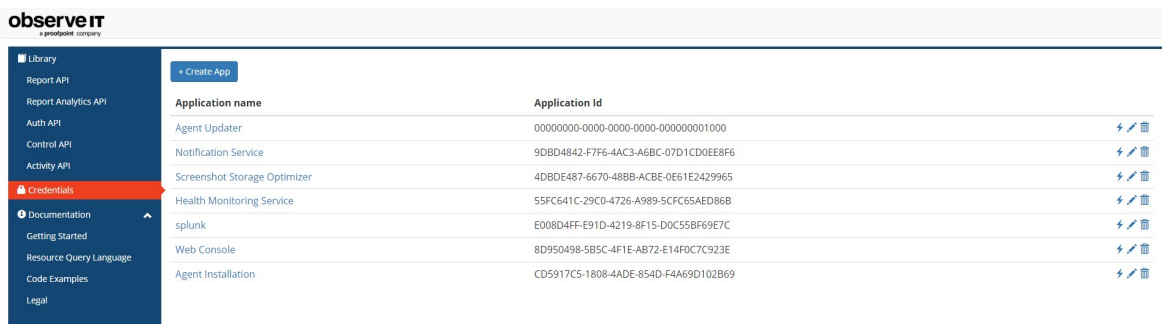 observe IT
a proofpoint company
Library
Report API
Report Analytics API
Auth API
Control API
Activity API
Credentials
Documentation
Getting Started
Resource Query Language
Code Examples
Legal
+ Create App
Application name Application Id
Agent Updater 00000000-0000-0000-0000-000000001000
Notification Service 9DBD4842-F7F6-4AC3-A6BC-07D1CD0EE8F6
Screenshot Storage Optimizer 4DBDE487-6670-48BB-ACBE-0E61E2429965
Health Monitoring Service 55FC641C-29C0-4726-A989-5CFC65AED86B
splunk E008D4FF-E91D-4219-8F15-D0C55BF69E7C
Web Console 8D950498-5B5C-4F1E-AB72-E14F0C7C923E
Agent Installation CD5917C5-1808-4ADE-854D-F4A69D102B69